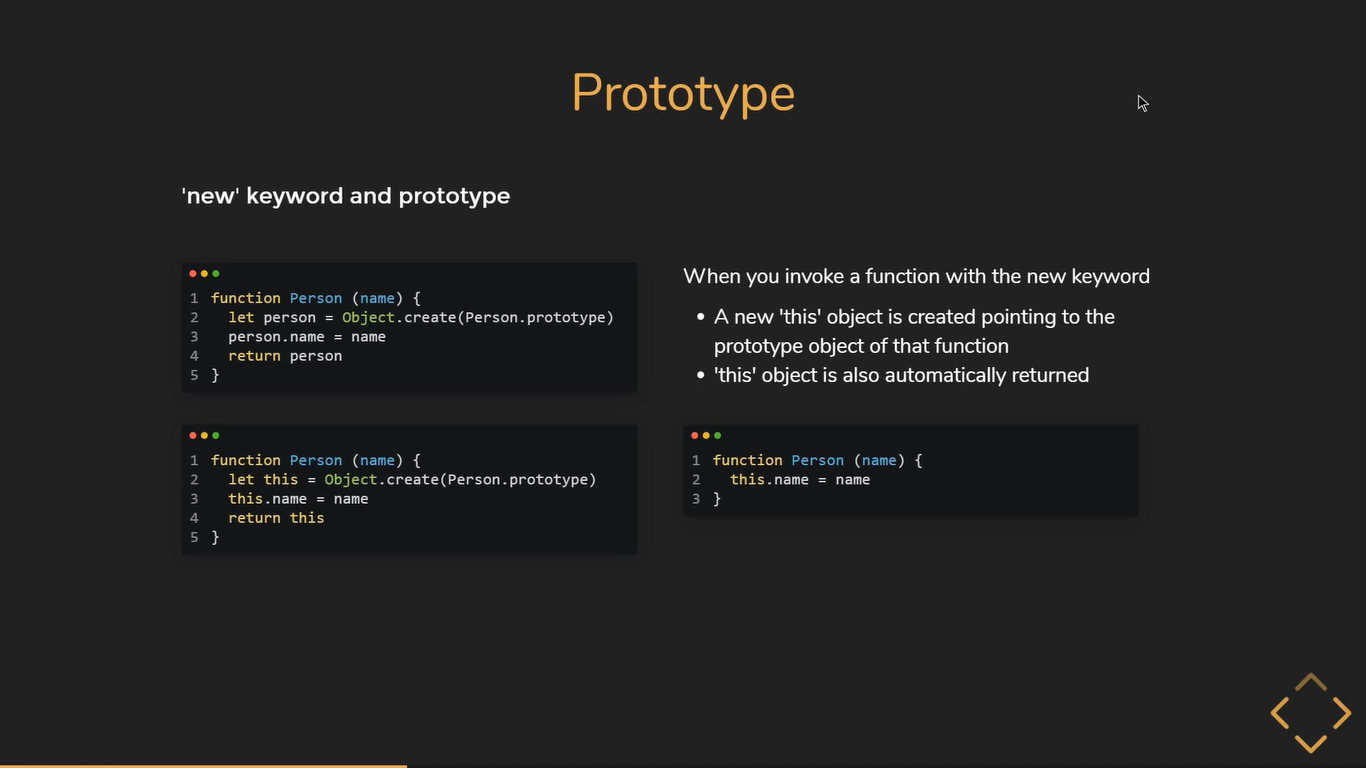 Prototype
'new' keyword and prototype
1 function Person (name) {
2   let person = Object.create(Person.prototype)
3   person.name = name
4   return person
5 }
When you invoke a function with the new keyword
• A new 'this' object is created pointing to the
prototype object of that function
• 'this' object is also automatically returned
1 function Person (name) {
2   let this = Object.create(Person.prototype)
3   this.name = name
4   return this
5 }
1 function Person (name) {
2   this.name = name
3 }